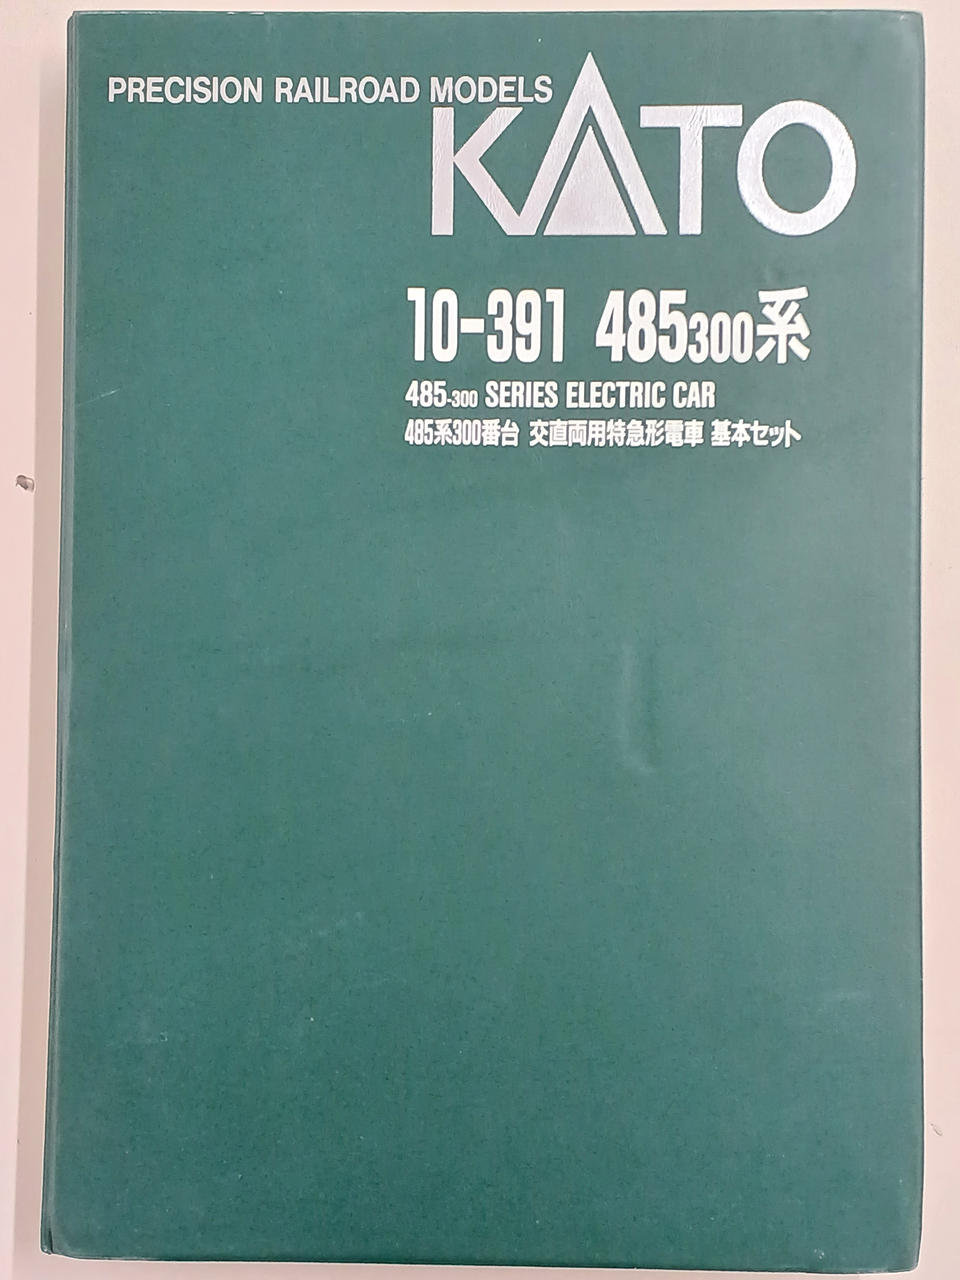 PRECISION RAILROAD MODELS
KATO
10-391 485300系
485-300 SERIES ELECTRIC CAR
485系300番台 交直両用特急形電車 基本セット